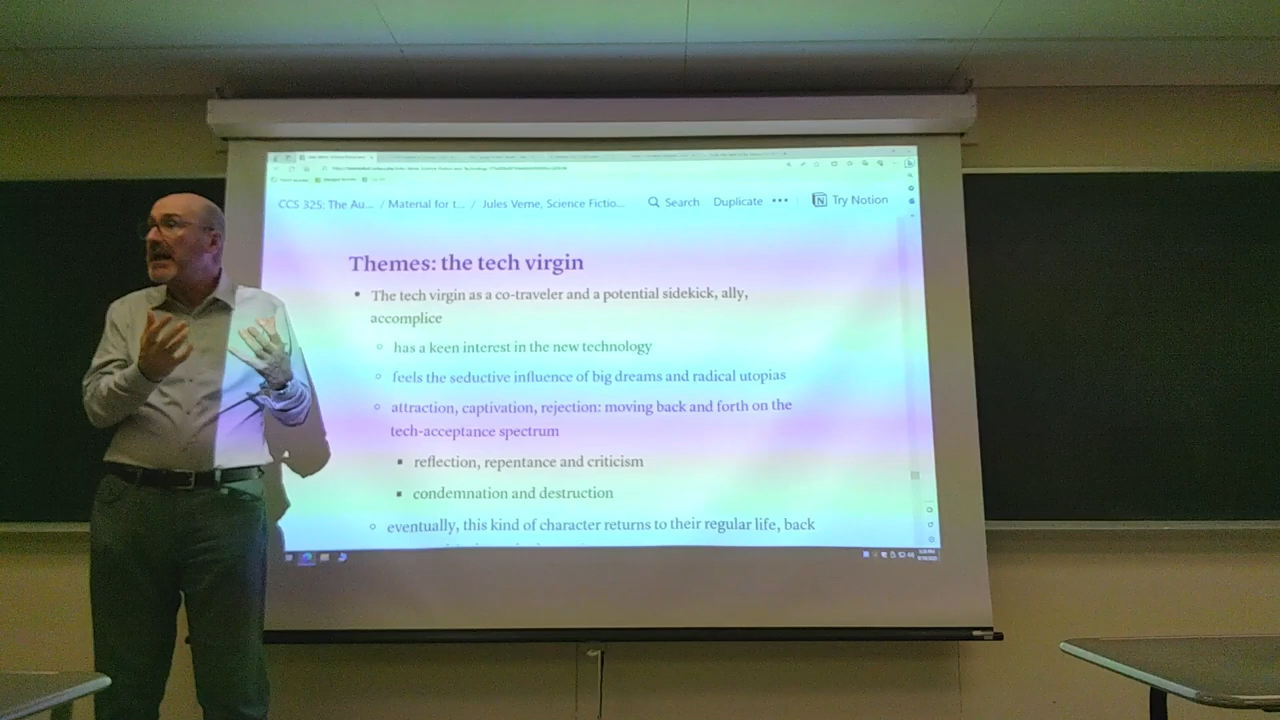 CCS 325: The Au... / Material for t... / Jules Verne, Science Fictio... Search Duplicate ••• Try Notion
Themes: the tech virgin
• The tech virgin as a co-traveler and a potential sidekick, ally,
accomplice
◦ has a keen interest in the new technology
◦ feels the seductive influence of big dreams and radical utopias
◦ attraction, captivation, rejection: moving back and forth on the
tech-acceptance spectrum
▪ reflection, repentance and criticism
▪ condemnation and destruction
◦ eventually, this kind of character returns to their regular life, back